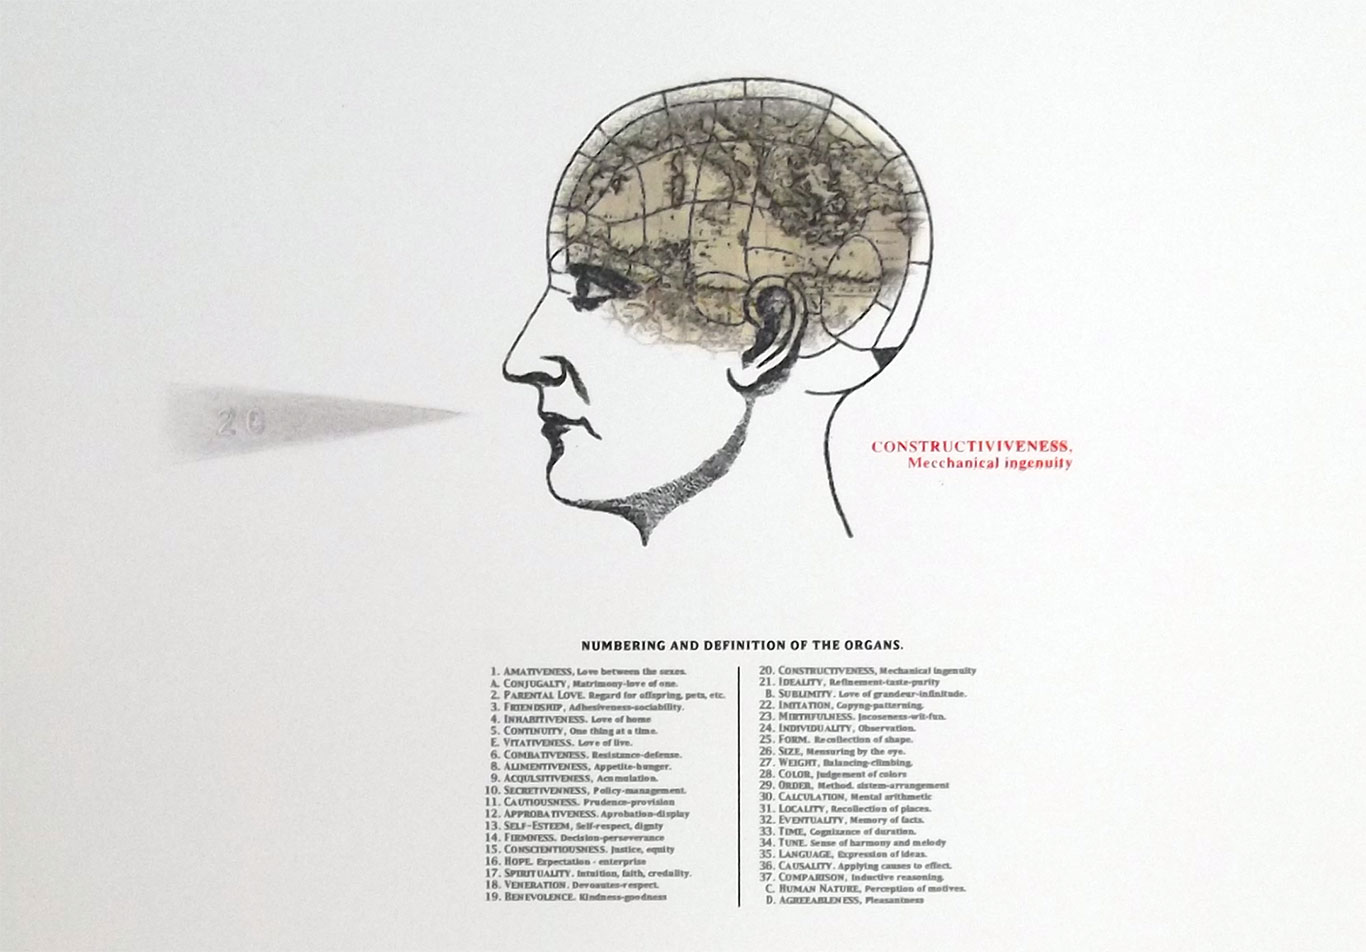 20
CONSTRUCTIVIVENESS,
Mecchanical ingenuity
NUMBERING AND DEFINITION OF THE ORGANS.
1. AMATIVENESS, Love between the sexes.
A. CONJUGALTY, Matrimony-love of one.
2. PARENTAL LOVE. Regard for offspring, pets, etc.
3. FRIENDSHIP, Adhesiveness-sociability.
4. INHABITIVENESS. Love of home
5. CONTINUITY, One thing at a time.
E. VITATIVENESS. Love of live.
6. COMBATIVENESS. Resistance-defense.
8. ALIMENTIVENESS, Appetite-hunger.
9. ACQULSITIVENESS, Acumulation.
10. SECRETIVENNESS, Policy-management.
11. CAUTIOUSNESS. Prudence-provision
12. APPROBATIVENESS. Aprobation-display
13. SELF-ESTEEM, Self-respect, dignty
14. FIRMNESS. Decision-perseverance
15. CONSCIENTIOUSNESS. Justice, equity
16. HOPE. Expectation - enterprise
17. SPIRITUALITY. Intuition, faith, credulity.
18. VENERATION. Devoautes-respect.
19. BENEVOLENCE. Kindness-goodness
20. CONSTRUCTIVENESS, Mechanical ingenuity
21. IDEALITY, Refinement-taste-purity
B. SUBLIMITY. Love of grandeur-infinitude.
22. IMITATION, Copyng-patterning.
23. MIRTHFULNESS. Jocoseness-wit-fun.
24. INDIVIDUALITY, Observation.
25. FORM. Recollection of shape.
26. SIZE, Mensuring by the eye.
27. WEIGHT, Balancing-climbing.
28. COLOR, Judgement of colors
29. ORDER, Method. sistem-arrangement
30. CALCULATION, Mental arithmetic
31. LOCALITY, Recollection of places.
32. EVENTUALITY, Memory of facts.
33. TIME, Cognizance of duration.
34. TUNE. Sense of harmony and melody
35. LANGUAGE, Expression of ideas.
36. CAUSALITY. Applying causes to effect.
37. COMPARISON, Inductive reasoning.
C. HUMAN NATURE, Perception of motives.
D. AGREEABLENESS, Pleasantness